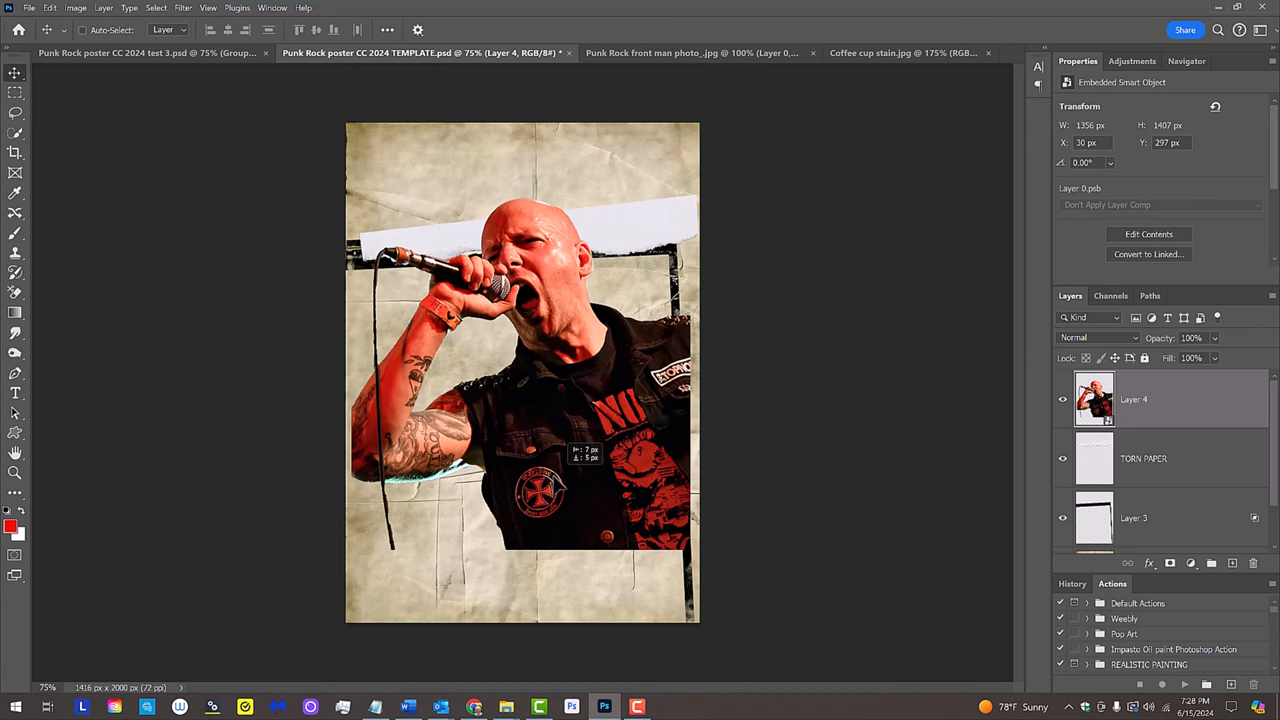 File Edit Image Layer Type Select Filter View Plugins Window Help
Auto-Select: Layer Share
Punk Rock poster CC 2024 test 3.psd @ 75% (Group... × Punk Rock poster CC 2024 TEMPLATE.psd @ 75% (Layer 4, RGB/8#) * × Punk Rock front man photo_.jpg @ 100% (Layer 0,... × Coffee cup stain.jpg @ 175% (RGB... ×
Properties Adjustments Navigator
Embedded Smart Object
Transform
W: 1356 px H: 1407 px
X: 30 px Y: 297 px
0.00°
Layer 0.psb
Don't Apply Layer Comp
Edit Contents
Convert to Linked...
Layers Channels Paths
Kind
Normal Opacity: 100%
Lock: Fill: 100%
Layer 4
TORN PAPER
Layer 3
History Actions
Default Actions
Weebly
Pop Art
Impasto Oil paint Photoshop Action
REALISTIC PAINTING
NO
7 px
5 px
75% 1416 px x 2000 px (72 ppi)
78°F Sunny 7:28 PM
6/15/2024